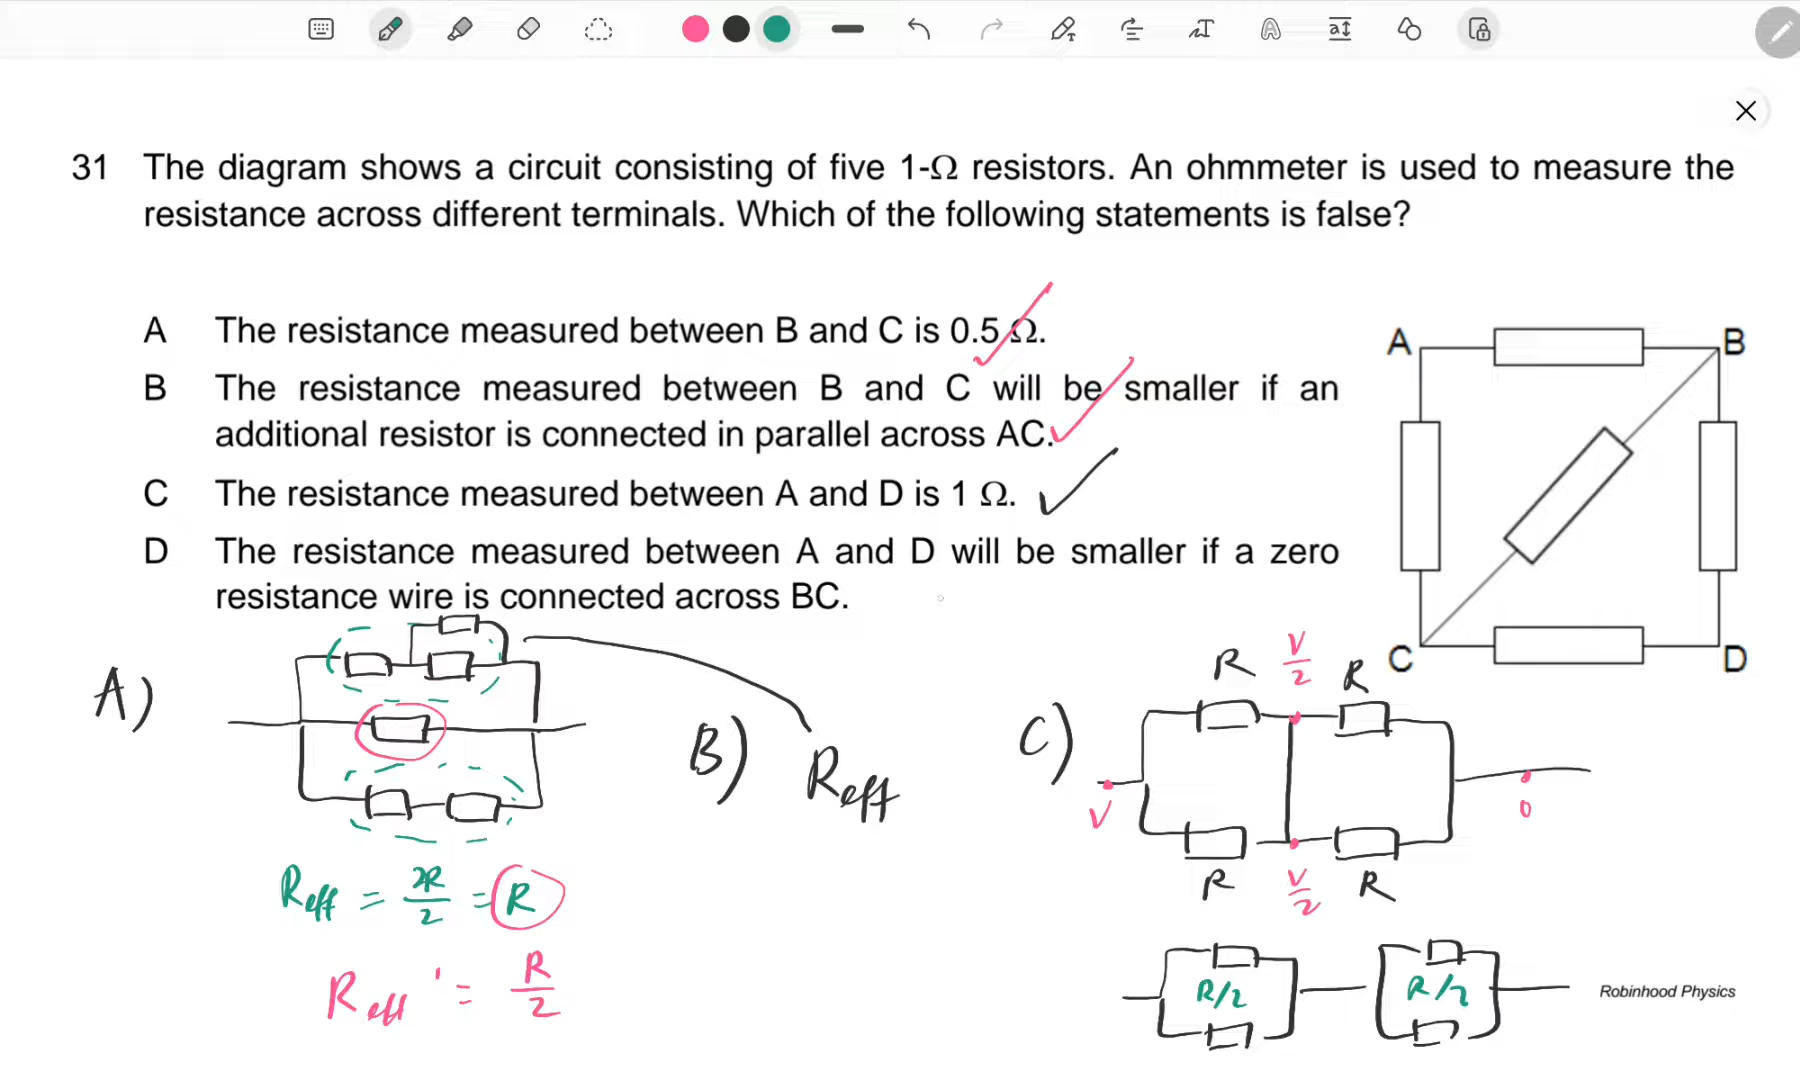 31 The diagram shows a circuit consisting of five 1-Ω resistors. An ohmmeter is used to measure the
resistance across different terminals. Which of the following statements is false?
A The resistance measured between B and C is 0.5 Ω.
B The resistance measured between B and C will be smaller if an
additional resistor is connected in parallel across AC.
C The resistance measured between A and D is 1 Ω.
D The resistance measured between A and D will be smaller if a zero
resistance wire is connected across BC.
A B
C D
A)
Reff = 2R/2 = R
Reff' = R/2
B) Reff
C)
R V/2 R
V 0
R V/2 R
R/2 R/2
Robinhood Physics